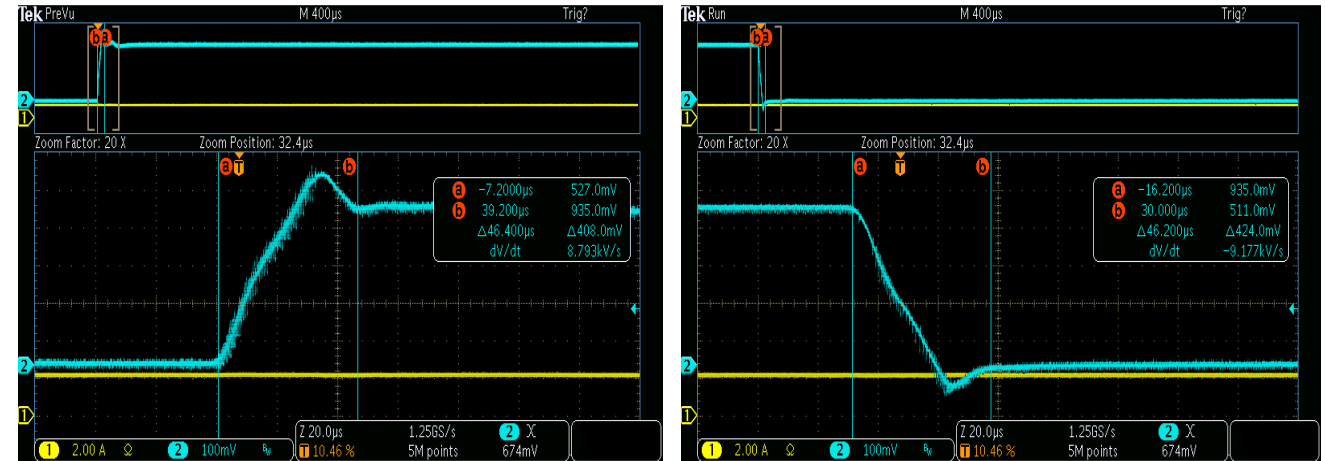 Tek PreVu M 400µs Trig?
b a
2
1
Zoom Factor: 20 X Zoom Position: 32.4µs
a T b
a -7.2000µs 527.0mV
b 39.200µs 935.0mV
△46.400µs △408.0mV
dV/dt 8.793kV/s
2
1
Z 20.0µs 1.25GS/s 2 X
1 2.00 A Ω 2 100mV BW T 10.46 % 5M points 674mV
Tek Run M 400µs Trig?
b a
2
1
Zoom Factor: 20 X Zoom Position: 32.4µs
a T b
a -16.200µs 935.0mV
b 30.000µs 511.0mV
△46.200µs △424.0mV
dV/dt -9.177kV/s
2
1
Z 20.0µs 1.25GS/s 2 X
1 2.00 A Ω 2 100mV BW T 10.46 % 5M points 674mV